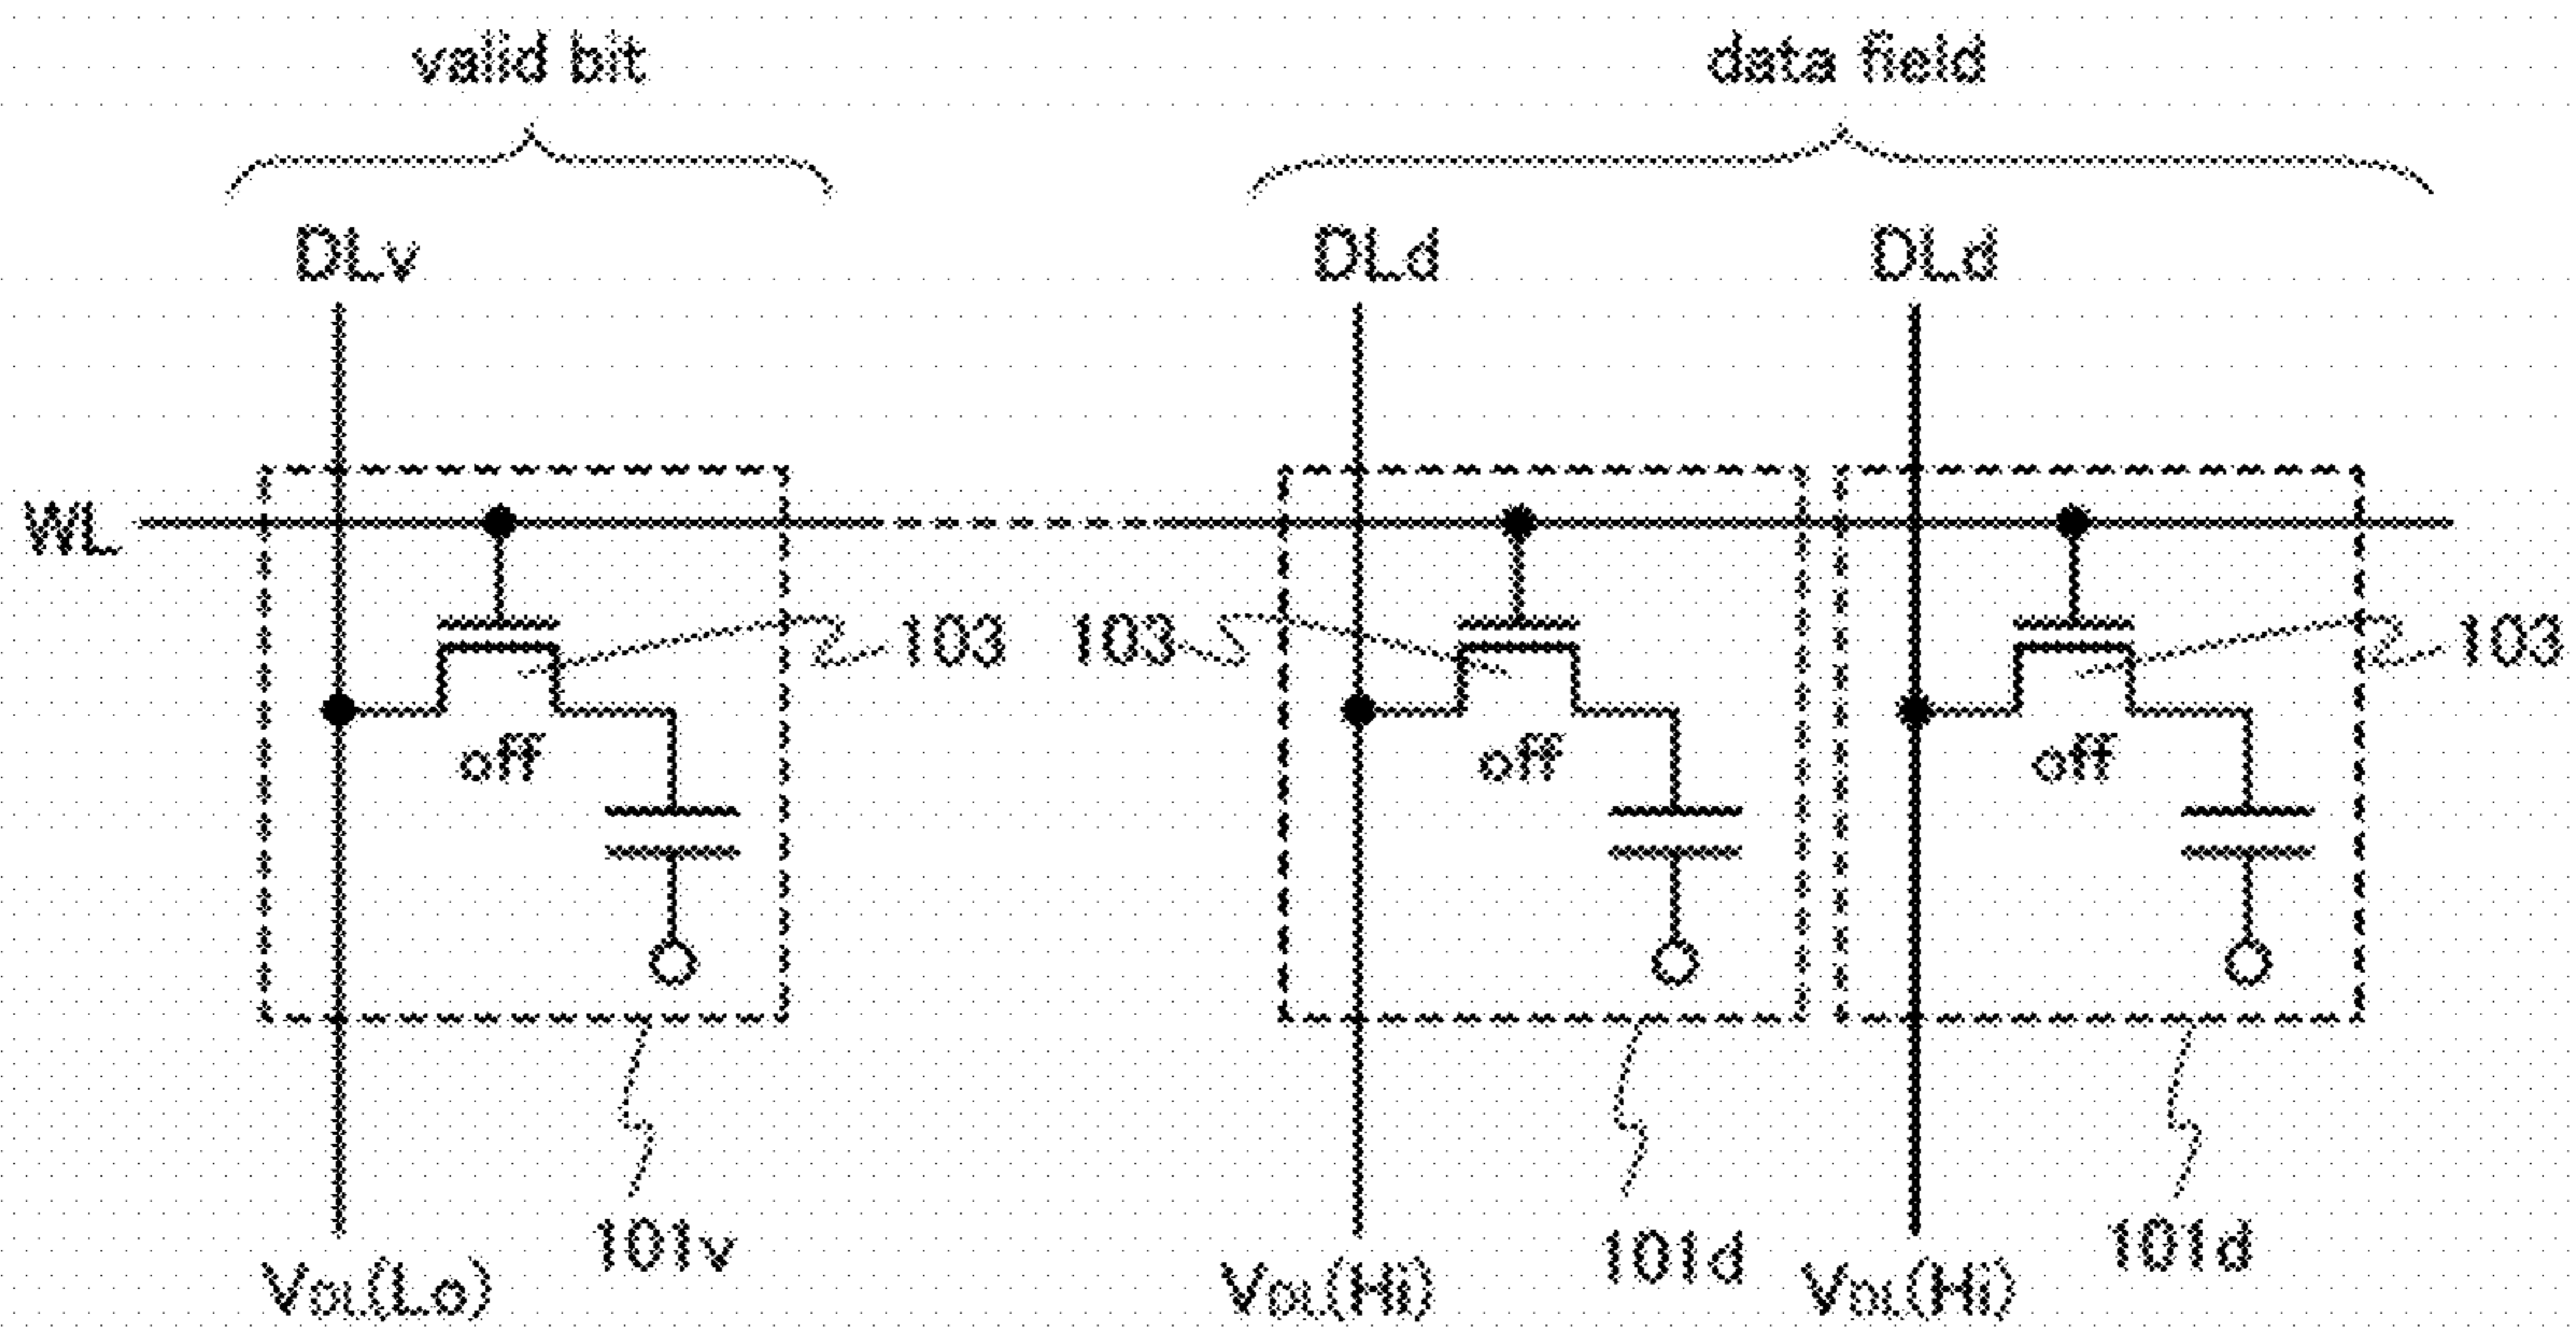 valid bit data field
DLv DLd DLd
WL
103 103 103
off off off
101v 101d 101d
VDL(Lo) VDL(Hi) VDL(Hi)